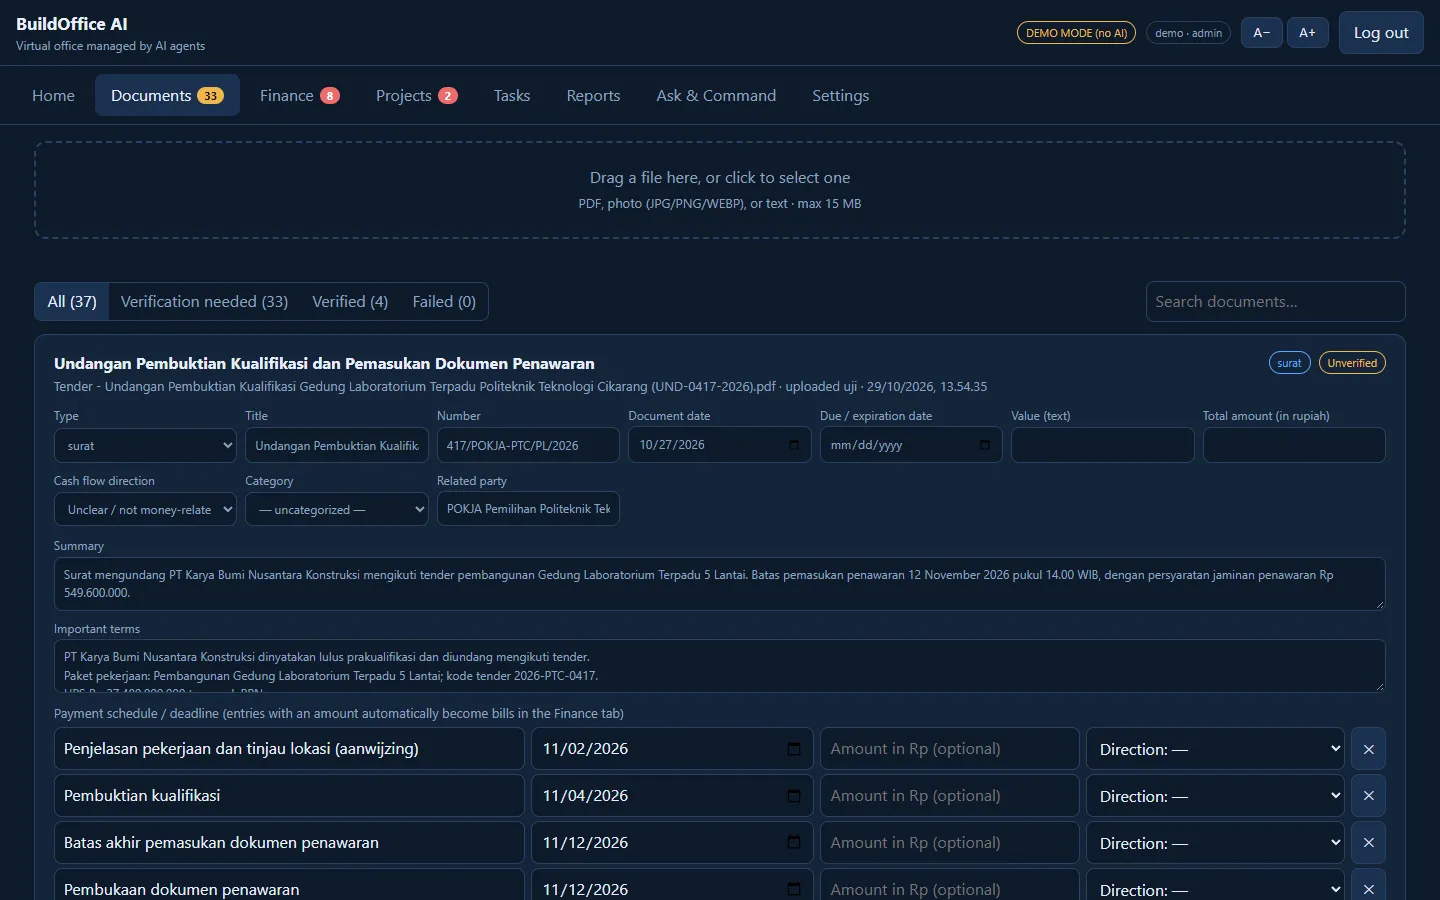 BuildOffice AI
Virtual office managed by AI agents
DEMO MODE (no AI)
demo · admin
A−
A+
Log out
Home
Documents 33
Finance 8
Projects 2
Tasks
Reports
Ask & Command
Settings
Drag a file here, or click to select one
PDF, photo (JPG/PNG/WEBP), or text · max 15 MB
All (37)
Verification needed (33)
Verified (4)
Failed (0)
Search documents...
Undangan Pembuktian Kualifikasi dan Pemasukan Dokumen Penawaran
surat
Unverified
Tender - Undangan Pembuktian Kualifikasi Gedung Laboratorium Terpadu Politeknik Teknologi Cikarang (UND-0417-2026).pdf · uploaded uji · 29/10/2026, 13.54.35
Type
Title
Number
Document date
Due / expiration date
Value (text)
Total amount (in rupiah)
surat
Undangan Pembuktian Kualifik
417/POKJA-PTC/PL/2026
10/27/2026
mm/dd/yyyy
Cash flow direction
Category
Related party
Unclear / not money-relate
— uncategorized —
POKJA Pemilihan Politeknik Tek
Summary
Surat mengundang PT Karya Bumi Nusantara Konstruksi mengikuti tender pembangunan Gedung Laboratorium Terpadu 5 Lantai. Batas pemasukan penawaran 12 November 2026 pukul 14.00 WIB, dengan persyaratan jaminan penawaran Rp
549.600.000.
Important terms
PT Karya Bumi Nusantara Konstruksi dinyatakan lulus prakualifikasi dan diundang mengikuti tender.
Paket pekerjaan: Pembangunan Gedung Laboratorium Terpadu 5 Lantai; kode tender 2026-PTC-0417.
Payment schedule / deadline (entries with an amount automatically become bills in the Finance tab)
Penjelasan pekerjaan dan tinjau lokasi (aanwijzing)
11/02/2026
Amount in Rp (optional)
Direction: —
×
Pembuktian kualifikasi
11/04/2026
Amount in Rp (optional)
Direction: —
×
Batas akhir pemasukan dokumen penawaran
11/12/2026
Amount in Rp (optional)
Direction: —
×
Pembukaan dokumen penawaran
11/12/2026
Amount in Rp (optional)
Direction: —
×